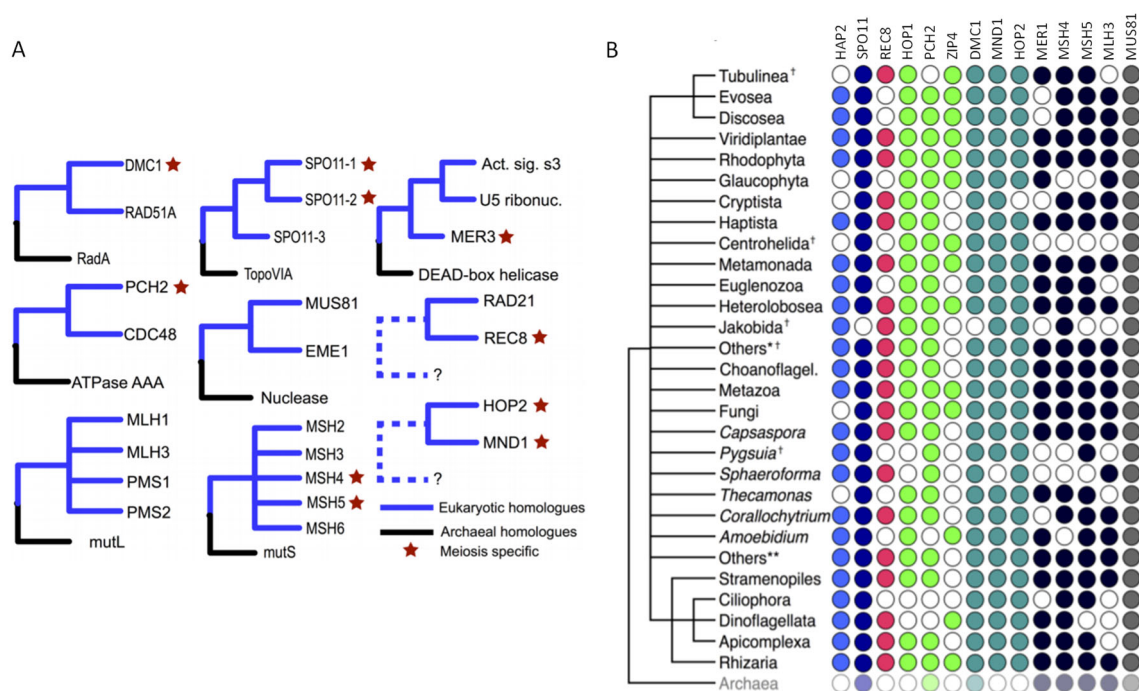 A
DMC1
RAD51A
RadA
SPO11-1
SPO11-2
SPO11-3
TopoVIA
Act. sig. s3
U5 ribonuc.
MER3
DEAD-box helicase
PCH2
CDC48
ATPase AAA
MUS81
EME1
Nuclease
RAD21
REC8
?
MLH1
MLH3
PMS1
PMS2
mutL
MSH2
MSH3
MSH4
MSH5
MSH6
mutS
HOP2
MND1
?
Eukaryotic homologues
Archaeal homologues
Meiosis specific
B
HAP2 SPO11 REC8 HOP1 PCH2 ZIP4 DMC1 MND1 HOP2 MER1 MSH4 MSH5 MLH3 MUS81
Tubulinea†
Evosea
Discosea
Viridiplantae
Rhodophyta
Glaucophyta
Cryptista
Haptista
Centrohelida†
Metamonada
Euglenozoa
Heterolobosea
Jakobida†
Others*†
Choanoflagel.
Metazoa
Fungi
Capsaspora
Pygsuia†
Sphaeroforma
Thecamonas
Corallochytrium
Amoebidium
Others**
Stramenopiles
Ciliophora
Dinoflagellata
Apicomplexa
Rhizaria
Archaea